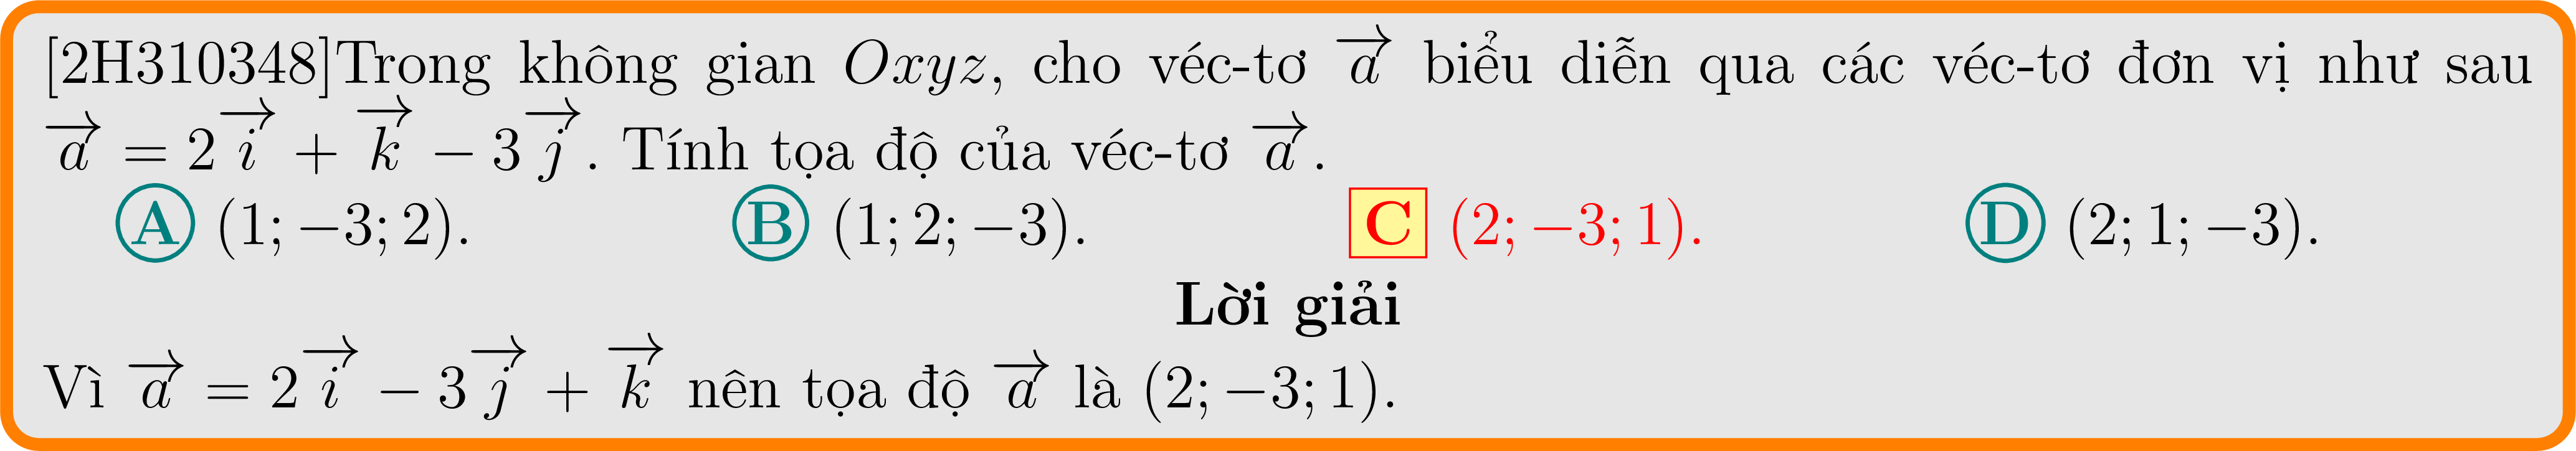 [2H310348]Trong không gian Oxyz, cho véc-tơ $\overrightarrow{a}$ biểu diễn qua các véc-tơ đơn vị như sau
$\overrightarrow{a} = 2\overrightarrow{i} + \overrightarrow{k} - 3\overrightarrow{j}$. Tính tọa độ của véc-tơ $\overrightarrow{a}$.
A (1; −3; 2). B (1; 2; −3). C (2; −3; 1). D (2; 1; −3).
Lời giải
Vì $\overrightarrow{a} = 2\overrightarrow{i} - 3\overrightarrow{j} + \overrightarrow{k}$ nên tọa độ $\overrightarrow{a}$ là (2; −3; 1).